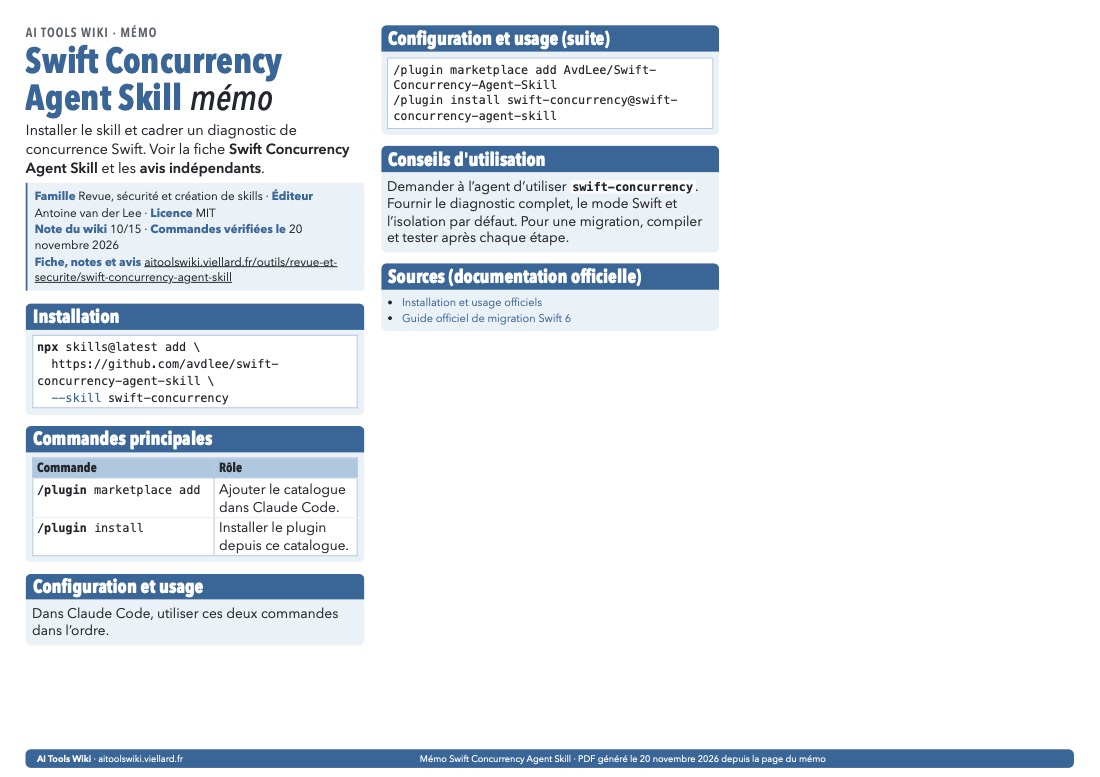 AI TOOLS WIKI · MÉMO
Swift Concurrency
Agent Skill mémo
Installer le skill et cadrer un diagnostic de
concurrence Swift. Voir la fiche Swift Concurrency
Agent Skill et les avis indépendants.
Famille Revue, sécurité et création de skills · Éditeur
Antoine van der Lee · Licence MIT
Note du wiki 10/15 · Commandes vérifiées le 20
novembre 2026
Fiche, notes et avis aitoolswiki.viellard.fr/outils/revue-et-
securite/swift-concurrency-agent-skill
Installation
npx skills@latest add \
  https://github.com/avdlee/swift-
concurrency-agent-skill \
  --skill swift-concurrency
Commandes principales
Commande Rôle
/plugin marketplace add Ajouter le catalogue
dans Claude Code.
/plugin install Installer le plugin
depuis ce catalogue.
Configuration et usage
Dans Claude Code, utiliser ces deux commandes
dans l’ordre.
Configuration et usage (suite)
/plugin marketplace add AvdLee/Swift-
Concurrency-Agent-Skill
/plugin install swift-concurrency@swift-
concurrency-agent-skill
Conseils d'utilisation
Demander à l’agent d’utiliser swift-concurrency.
Fournir le diagnostic complet, le mode Swift et
l’isolation par défaut. Pour une migration, compiler
et tester après chaque étape.
Sources (documentation officielle)
• Installation et usage officiels
• Guide officiel de migration Swift 6
AI Tools Wiki · aitoolswiki.viellard.fr
Mémo Swift Concurrency Agent Skill · PDF généré le 20 novembre 2026 depuis la page du mémo